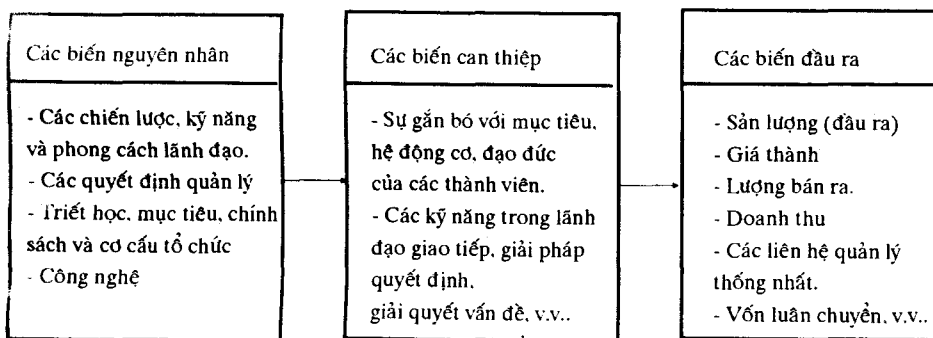 Các biến nguyên nhân
- Các chiến lược, kỹ năng
và phong cách lãnh đạo.
- Các quyết định quản lý
- Triết học, mục tiêu, chính
sách và cơ cấu tổ chức
- Công nghệ
Các biến can thiệp
- Sự gắn bó với mục tiêu,
hệ động cơ, đạo đức
của các thành viên.
- Các kỹ năng trong lãnh
đạo giao tiếp, giải pháp
quyết định,
giải quyết vấn đề, v.v..
Các biến đầu ra
- Sản lượng (đầu ra)
- Giá thành
- Lượng bán ra.
- Doanh thu
- Các liên hệ quản lý
thống nhất.
- Vốn luân chuyển, v.v..